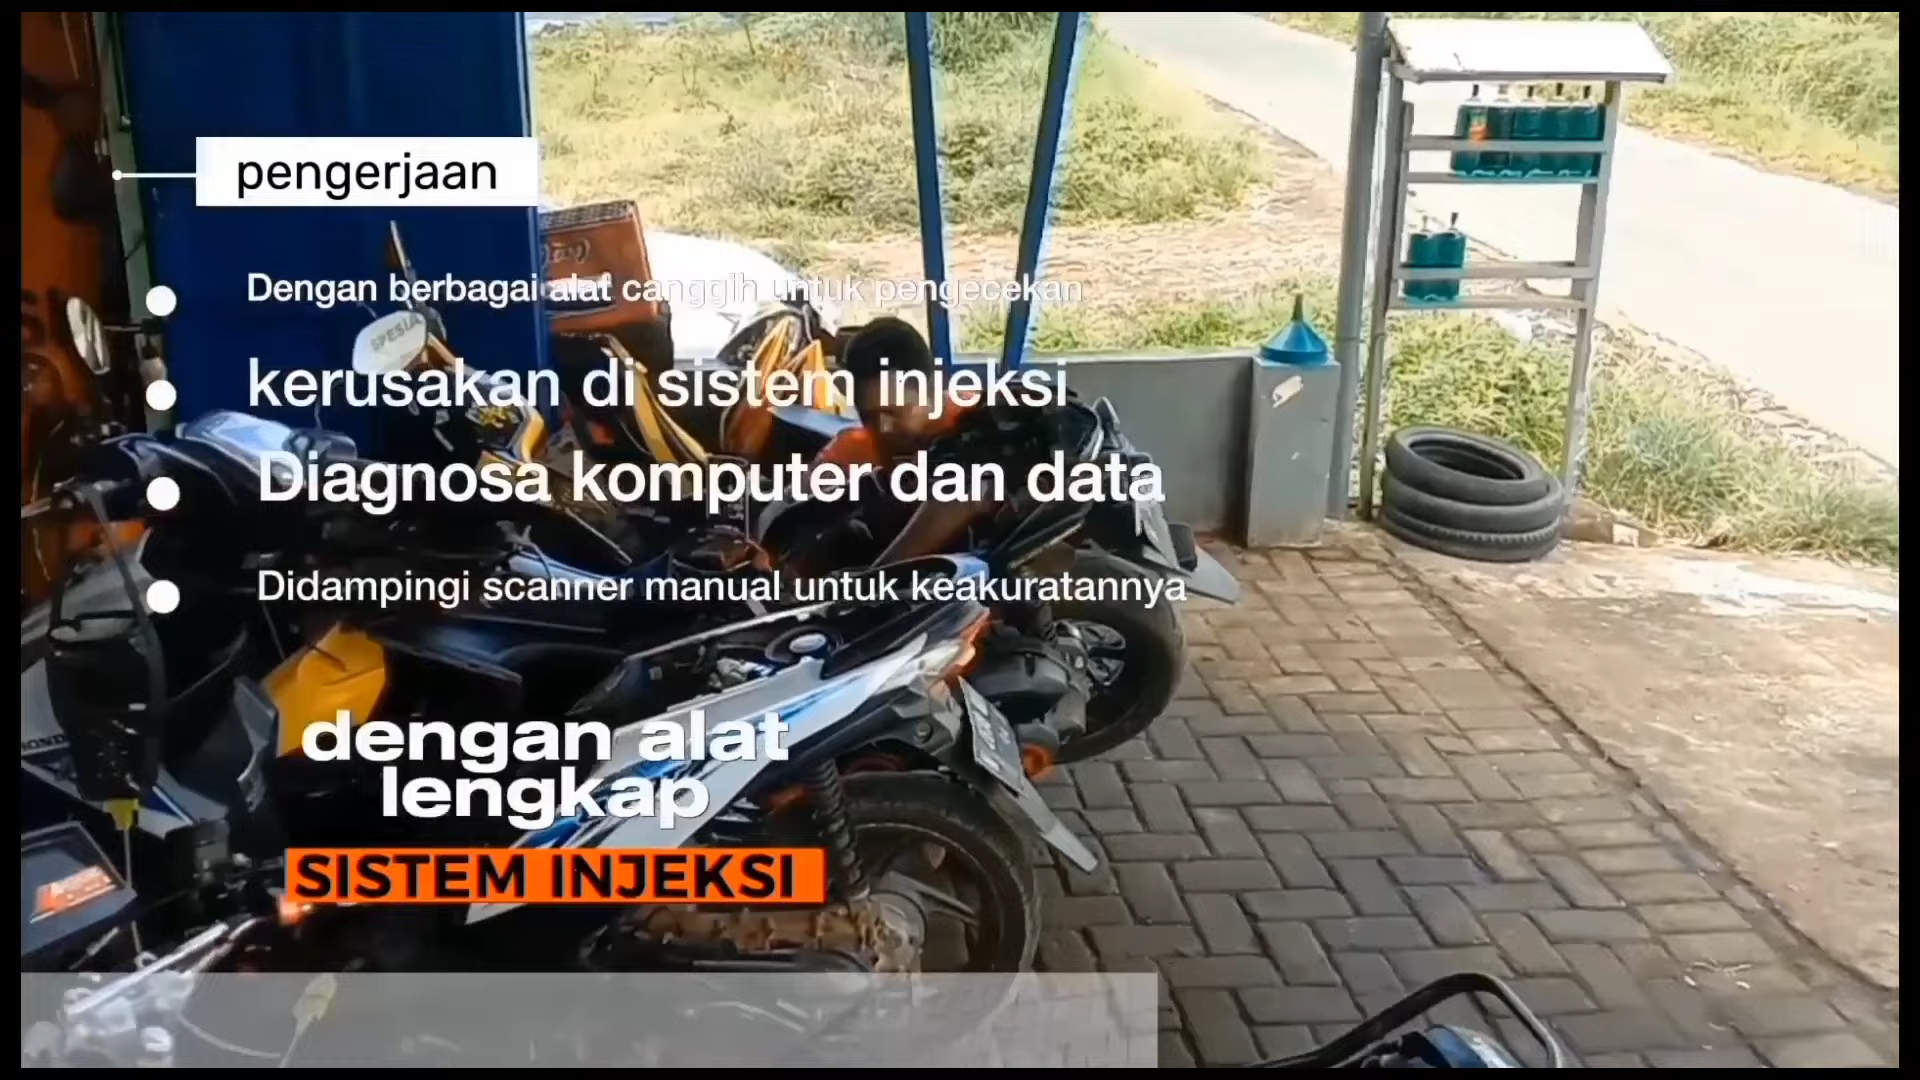 pengerjaan
Dengan berbagai alat canggih untuk pengecekan
SPESIA
kerusakan di sistem injeksi
Diagnosa komputer dan data
Didampingi scanner manual untuk keakuratannya
dengan alat
lengkap
SISTEM INJEKSI